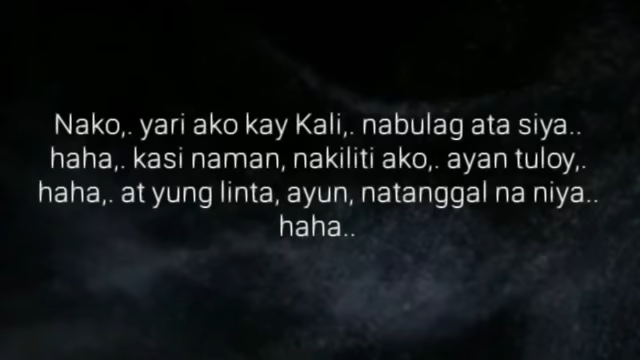 Nako,. yari ako kay Kali,. nabulag ata siya..
haha,. kasi naman, nakiliti ako,. ayan tuloy,.
haha,. at yung linta, ayun, natanggal na niya..
haha..